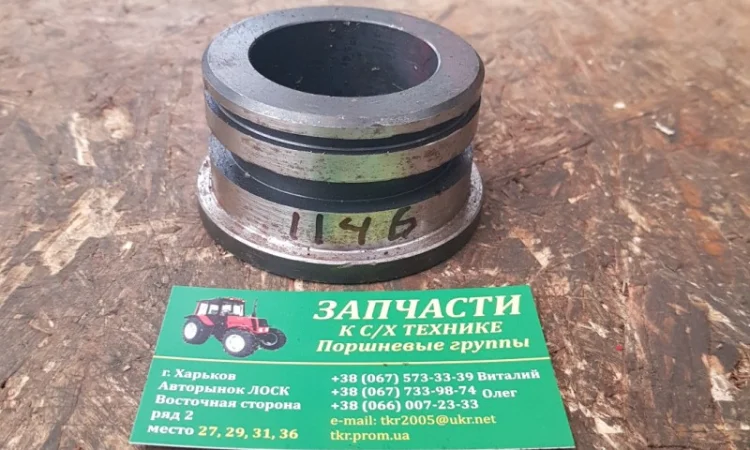 1146
ЗАПЧАСТИ
К С/Х ТЕХНИКЕ
Поршневые группы
г. Харьков
Авторынок ЛОСК
Восточная сторона
ряд 2
место 27, 29, 31, 36
+38 (067) 573-33-39 Виталий
+38 (067) 733-98-74 Олег
+38 (066) 007-23-33
e-mail: tkr2005@ukr.net
tkr.prom.ua